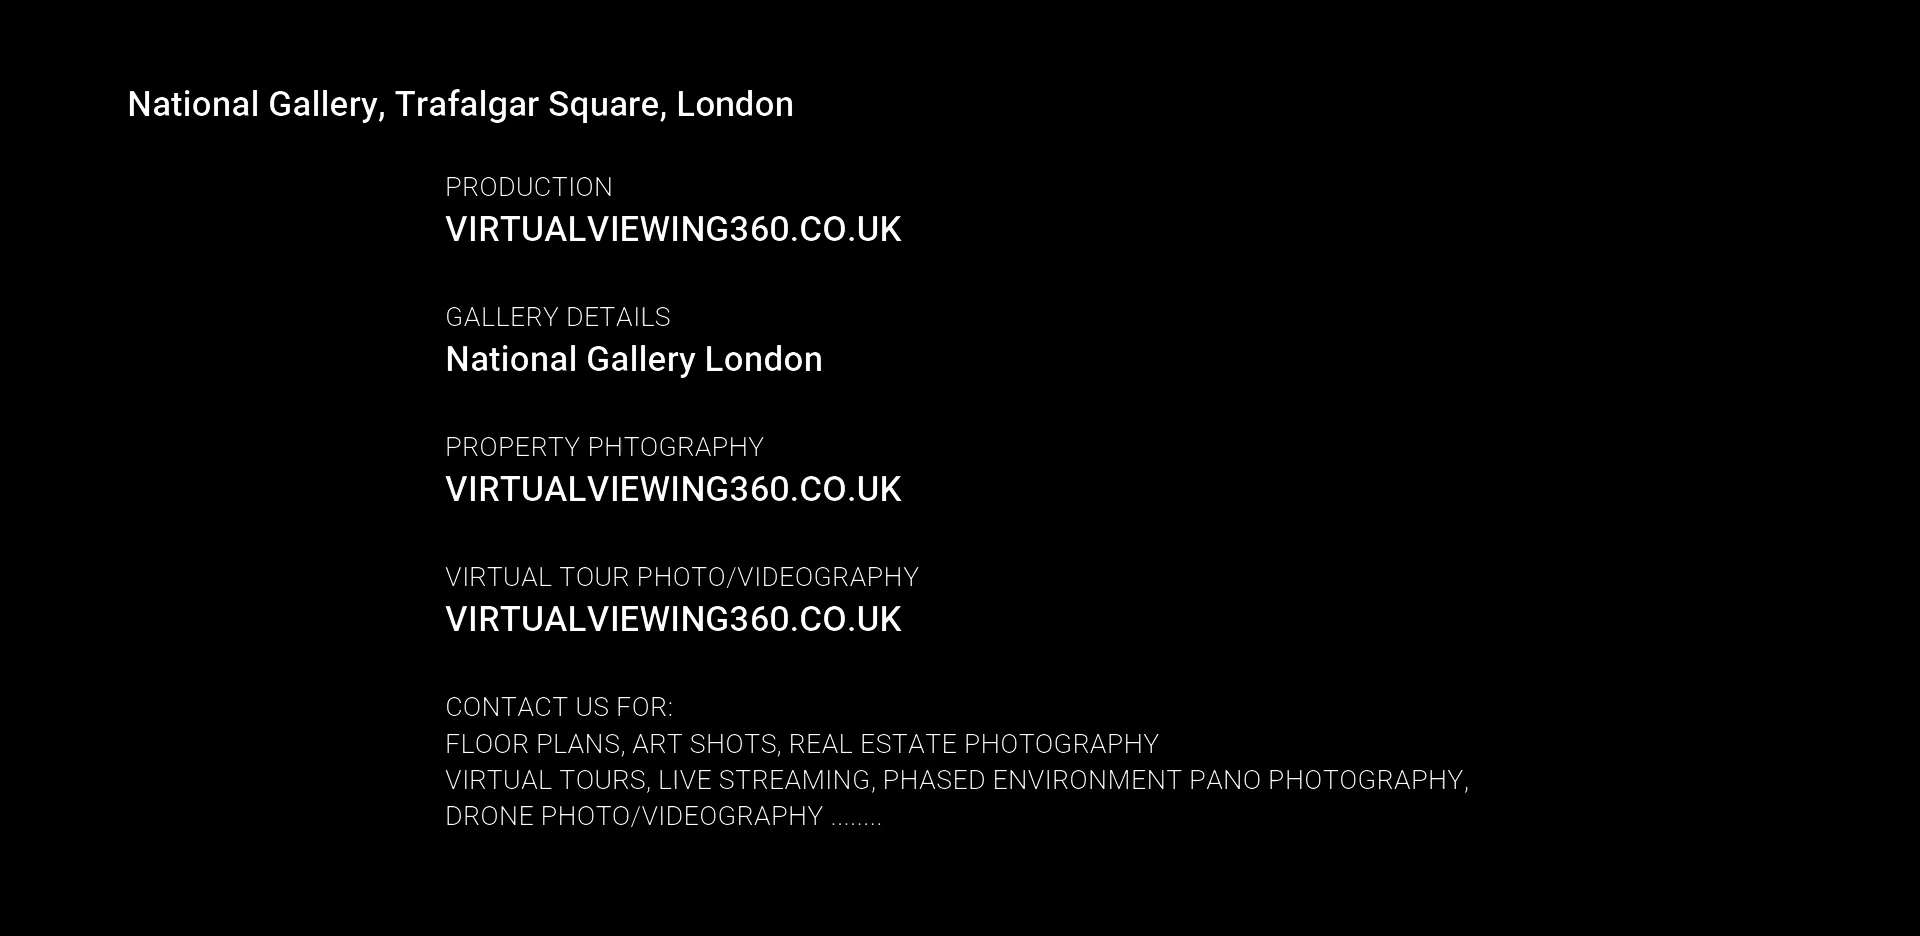 National Gallery, Trafalgar Square, London
PRODUCTION
VIRTUALVIEWING360.CO.UK
GALLERY DETAILS
National Gallery London
PROPERTY PHTOGRAPHY
VIRTUALVIEWING360.CO.UK
VIRTUAL TOUR PHOTO/VIDEOGRAPHY
VIRTUALVIEWING360.CO.UK
CONTACT US FOR:
FLOOR PLANS, ART SHOTS, REAL ESTATE PHOTOGRAPHY
VIRTUAL TOURS, LIVE STREAMING, PHASED ENVIRONMENT PANO PHOTOGRAPHY,
DRONE PHOTO/VIDEOGRAPHY ........